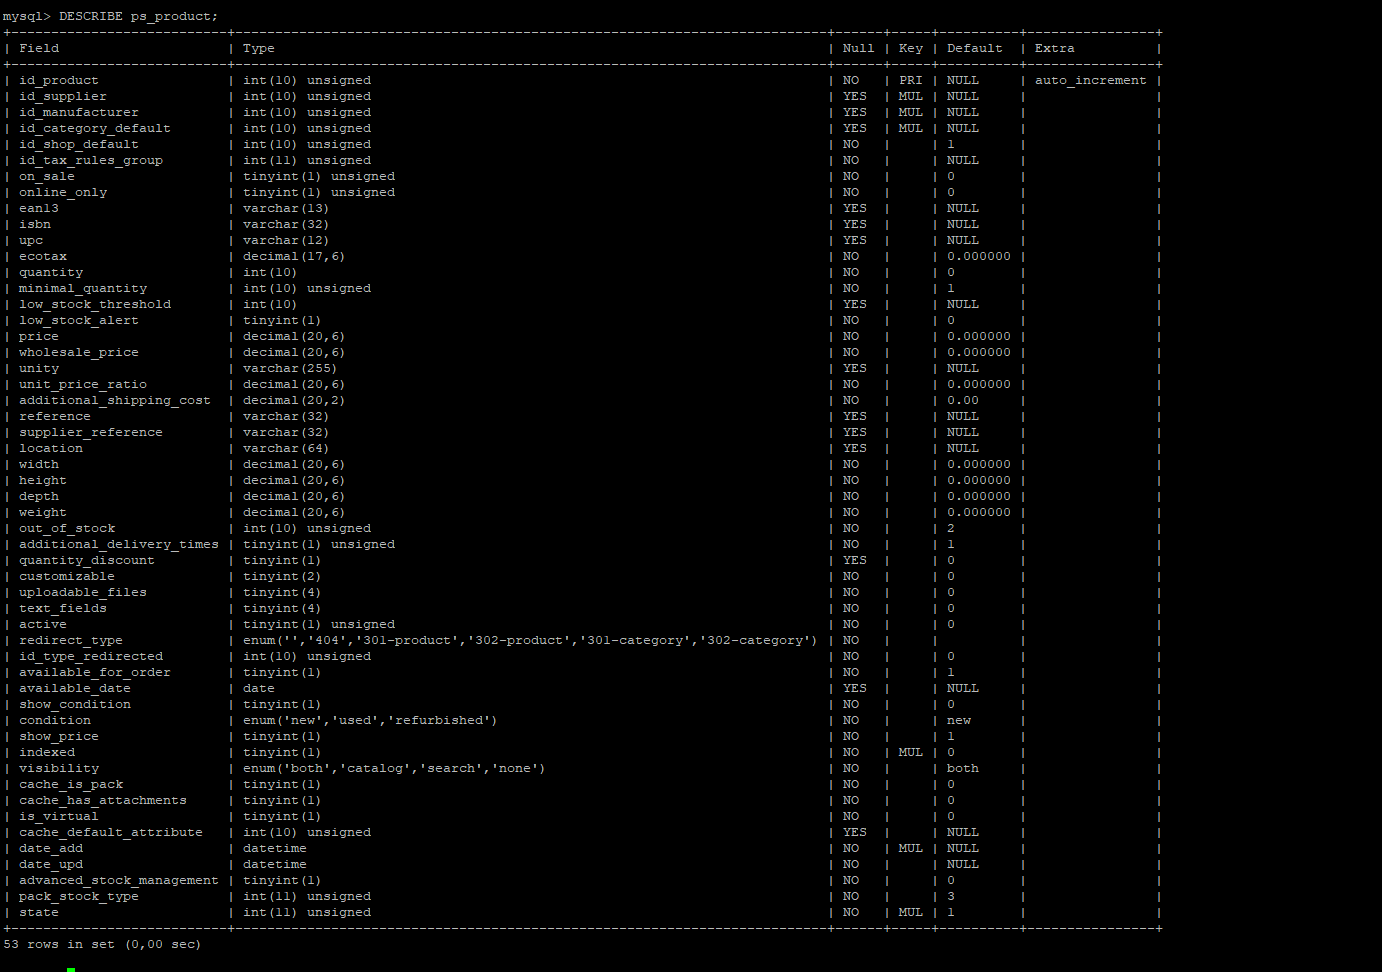 mysql> DESCRIBE ps_product;
+----------------------------+--------------------------------------------------------------------------+------+-----+----------+----------------+
| Field                      | Type                                                                     | Null | Key | Default  | Extra          |
+----------------------------+--------------------------------------------------------------------------+------+-----+----------+----------------+
| id_product                 | int(10) unsigned                                                         | NO   | PRI | NULL     | auto_increment |
| id_supplier                | int(10) unsigned                                                         | YES  | MUL | NULL     |                |
| id_manufacturer            | int(10) unsigned                                                         | YES  | MUL | NULL     |                |
| id_category_default        | int(10) unsigned                                                         | YES  | MUL | NULL     |                |
| id_shop_default            | int(10) unsigned                                                         | NO   |     | 1        |                |
| id_tax_rules_group         | int(11) unsigned                                                         | NO   |     | NULL     |                |
| on_sale                    | tinyint(1) unsigned                                                      | NO   |     | 0        |                |
| online_only                | tinyint(1) unsigned                                                      | NO   |     | 0        |                |
| ean13                      | varchar(13)                                                              | YES  |     | NULL     |                |
| isbn                       | varchar(32)                                                              | YES  |     | NULL     |                |
| upc                        | varchar(12)                                                              | YES  |     | NULL     |                |
| ecotax                     | decimal(17,6)                                                            | NO   |     | 0.000000 |                |
| quantity                   | int(10)                                                                  | NO   |     | 0        |                |
| minimal_quantity           | int(10) unsigned                                                         | NO   |     | 1        |                |
| low_stock_threshold        | int(10)                                                                  | YES  |     | NULL     |                |
| low_stock_alert            | tinyint(1)                                                               | NO   |     | 0        |                |
| price                      | decimal(20,6)                                                            | NO   |     | 0.000000 |                |
| wholesale_price            | decimal(20,6)                                                            | NO   |     | 0.000000 |                |
| unity                      | varchar(255)                                                             | YES  |     | NULL     |                |
| unit_price_ratio           | decimal(20,6)                                                            | NO   |     | 0.000000 |                |
| additional_shipping_cost   | decimal(20,2)                                                            | NO   |     | 0.00     |                |
| reference                  | varchar(32)                                                              | YES  |     | NULL     |                |
| supplier_reference         | varchar(32)                                                              | YES  |     | NULL     |                |
| location                   | varchar(64)                                                              | YES  |     | NULL     |                |
| width                      | decimal(20,6)                                                            | NO   |     | 0.000000 |                |
| height                     | decimal(20,6)                                                            | NO   |     | 0.000000 |                |
| depth                      | decimal(20,6)                                                            | NO   |     | 0.000000 |                |
| weight                     | decimal(20,6)                                                            | NO   |     | 0.000000 |                |
| out_of_stock               | int(10) unsigned                                                         | NO   |     | 2        |                |
| additional_delivery_times  | tinyint(1) unsigned                                                      | NO   |     | 1        |                |
| quantity_discount          | tinyint(1)                                                               | YES  |     | 0        |                |
| customizable               | tinyint(2)                                                               | NO   |     | 0        |                |
| uploadable_files           | tinyint(4)                                                               | NO   |     | 0        |                |
| text_fields                | tinyint(4)                                                               | NO   |     | 0        |                |
| active                     | tinyint(1) unsigned                                                      | NO   |     | 0        |                |
| redirect_type              | enum('','404','301-product','302-product','301-category','302-category') | NO   |     |          |                |
| id_type_redirected         | int(10) unsigned                                                         | NO   |     | 0        |                |
| available_for_order        | tinyint(1)                                                               | NO   |     | 1        |                |
| available_date             | date                                                                     | YES  |     | NULL     |                |
| show_condition             | tinyint(1)                                                               | NO   |     | 0        |                |
| condition                  | enum('new','used','refurbished')                                         | NO   |     | new      |                |
| show_price                 | tinyint(1)                                                               | NO   |     | 1        |                |
| indexed                    | tinyint(1)                                                               | NO   | MUL | 0        |                |
| visibility                 | enum('both','catalog','search','none')                                   | NO   |     | both     |                |
| cache_is_pack              | tinyint(1)                                                               | NO   |     | 0        |                |
| cache_has_attachments      | tinyint(1)                                                               | NO   |     | 0        |                |
| is_virtual                 | tinyint(1)                                                               | NO   |     | 0        |                |
| cache_default_attribute    | int(10) unsigned                                                         | YES  |     | NULL     |                |
| date_add                   | datetime                                                                 | NO   | MUL | NULL     |                |
| date_upd                   | datetime                                                                 | NO   |     | NULL     |                |
| advanced_stock_management  | tinyint(1)                                                               | NO   |     | 0        |                |
| pack_stock_type            | int(11) unsigned                                                         | NO   |     | 3        |                |
| state                      | int(11) unsigned                                                         | NO   | MUL | 1        |                |
+----------------------------+--------------------------------------------------------------------------+------+-----+----------+----------------+
53 rows in set (0,00 sec)